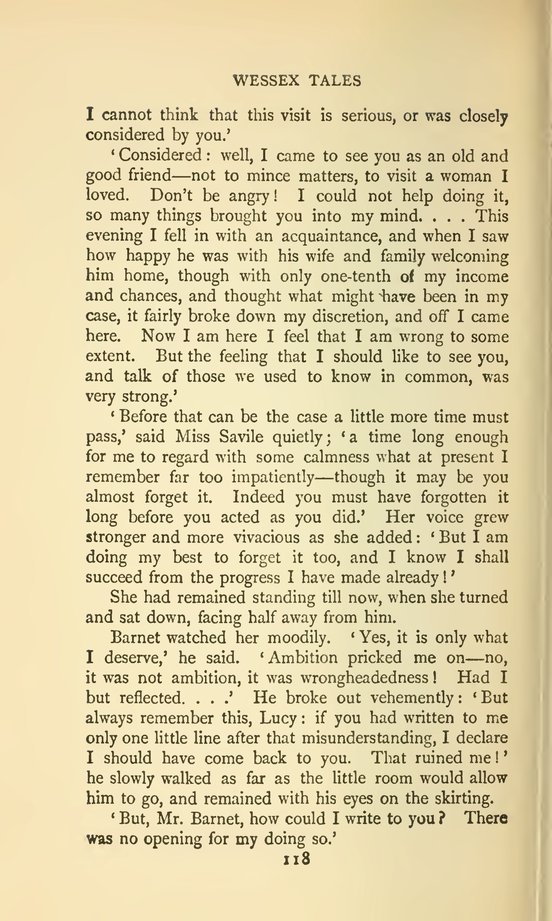 WESSEX TALES
I cannot think that this visit is serious, or was closely
considered by you.’
‘Considered: well, I came to see you as an old and
good friend—not to mince matters, to visit a woman I
loved. Don’t be angry! I could not help doing it,
so many things brought you into my mind. . . . This
evening I fell in with an acquaintance, and when I saw
how happy he was with his wife and family welcoming
him home, though with only one-tenth of my income
and chances, and thought what might have been in my
case, it fairly broke down my discretion, and off I came
here. Now I am here I feel that I am wrong to some
extent. But the feeling that I should like to see you,
and talk of those we used to know in common, was
very strong.’
‘Before that can be the case a little more time must
pass,’ said Miss Savile quietly; ‘a time long enough
for me to regard with some calmness what at present I
remember far too impatiently—though it may be you
almost forget it. Indeed you must have forgotten it
long before you acted as you did.’ Her voice grew
stronger and more vivacious as she added: ‘But I am
doing my best to forget it too, and I know I shall
succeed from the progress I have made already!’
She had remained standing till now, when she turned
and sat down, facing half away from him.
Barnet watched her moodily. ‘Yes, it is only what
I deserve,’ he said. ‘Ambition pricked me on—no,
it was not ambition, it was wrongheadedness! Had I
but reflected. . . .’ He broke out vehemently: ‘But
always remember this, Lucy: if you had written to me
only one little line after that misunderstanding, I declare
I should have come back to you. That ruined me!’
he slowly walked as far as the little room would allow
him to go, and remained with his eyes on the skirting.
‘But, Mr. Barnet, how could I write to you? There
was no opening for my doing so.’
118